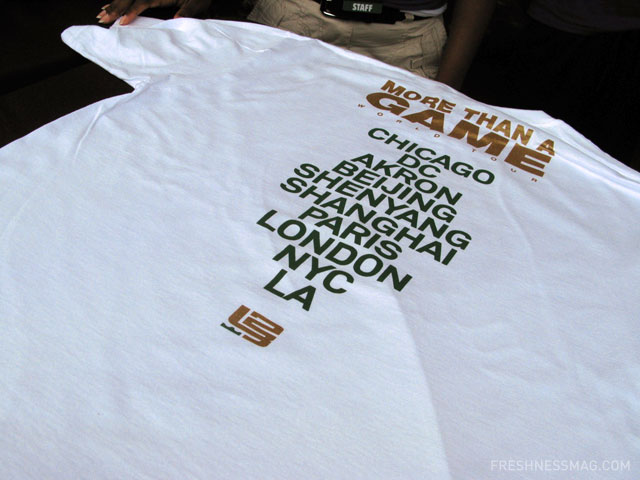 STAFF
MORE THAN A
GAME
WORLD TOUR
CHICAGO
DC
AKRON
BEIJING
SHENYANG
SHANGHAI
PARIS
LONDON
NYC
LA
FRESHNESSMAG.COM